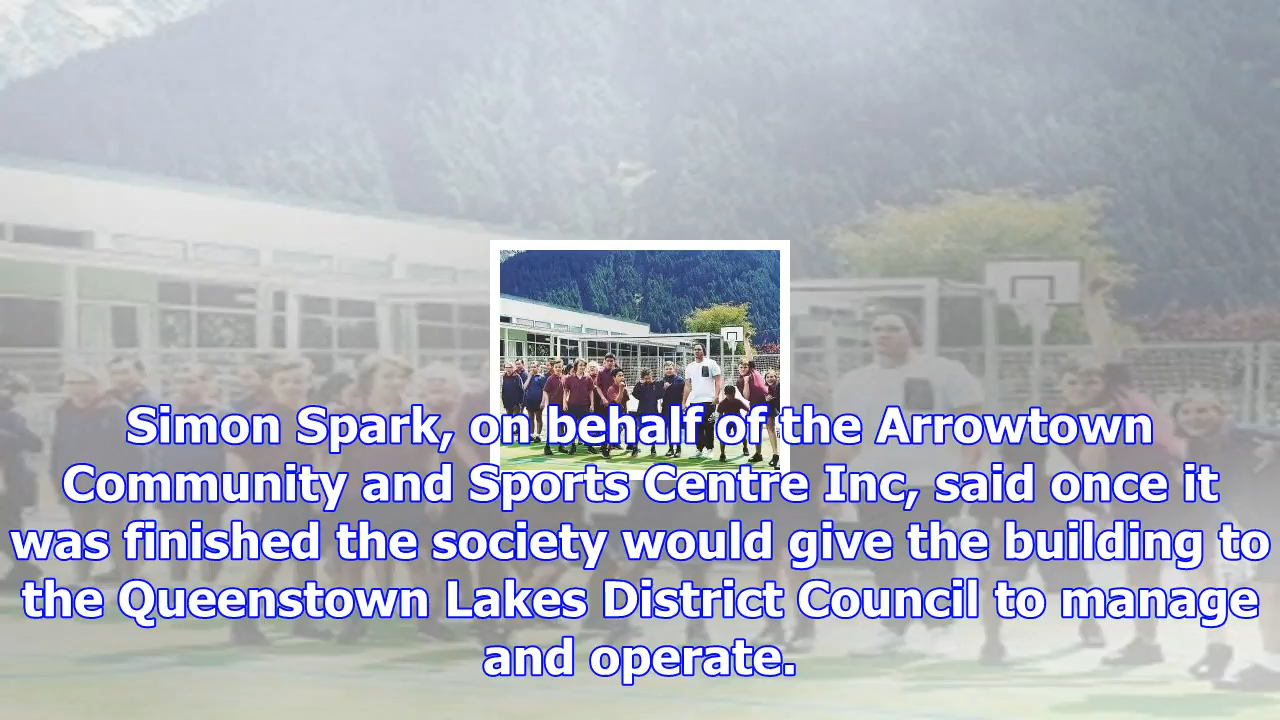 Simon Spark, on behalf of the Arrowtown
Community and Sports Centre Inc, said once it
was finished the society would give the building to
the Queenstown Lakes District Council to manage
and operate.